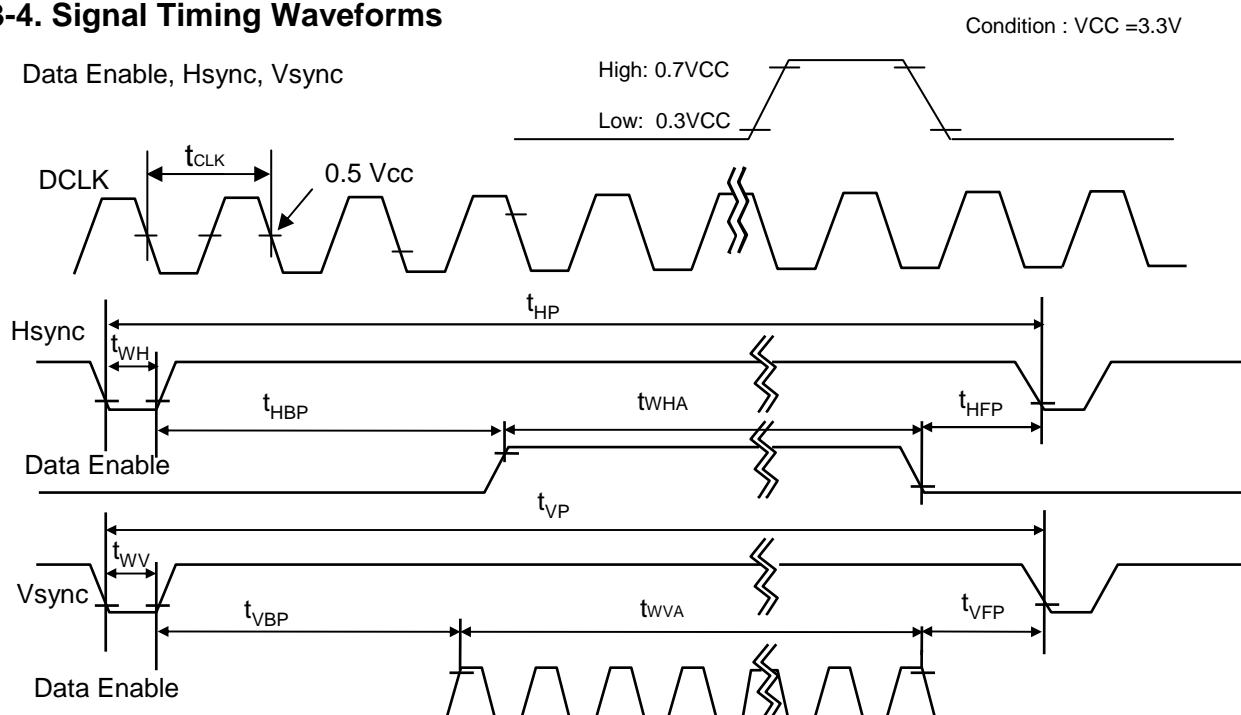 3-4. Signal Timing Waveforms
Condition : VCC =3.3V
Data Enable, Hsync, Vsync
High: 0.7VCC
Low: 0.3VCC
tCLK
DCLK
0.5 Vcc
tHP
Hsync
tWH
tHBP
tWHA
tHFP
Data Enable
tVP
tWV
Vsync
tVBP
tWVA
tVFP
Data Enable